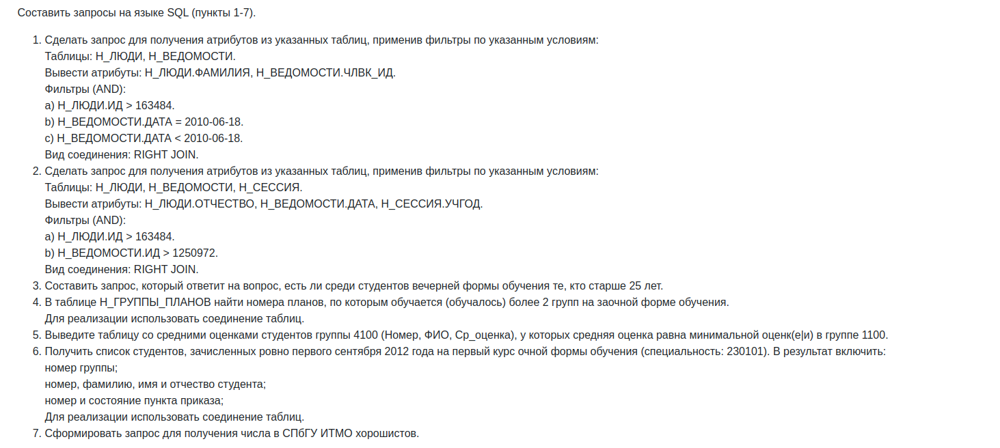 Составить запросы на языке SQL (пункты 1-7).
1. Сделать запрос для получения атрибутов из указанных таблиц, применив фильтры по указанным условиям:
Таблицы: Н_ЛЮДИ, Н_ВЕДОМОСТИ.
Вывести атрибуты: Н_ЛЮДИ.ФАМИЛИЯ, Н_ВЕДОМОСТИ.ЧЛВК_ИД.
Фильтры (AND):
a) Н_ЛЮДИ.ИД > 163484.
b) Н_ВЕДОМОСТИ.ДАТА = 2010-06-18.
c) Н_ВЕДОМОСТИ.ДАТА < 2010-06-18.
Вид соединения: RIGHT JOIN.
2. Сделать запрос для получения атрибутов из указанных таблиц, применив фильтры по указанным условиям:
Таблицы: Н_ЛЮДИ, Н_ВЕДОМОСТИ, Н_СЕССИЯ.
Вывести атрибуты: Н_ЛЮДИ.ОТЧЕСТВО, Н_ВЕДОМОСТИ.ДАТА, Н_СЕССИЯ.УЧГОД.
Фильтры (AND):
a) Н_ЛЮДИ.ИД > 163484.
b) Н_ВЕДОМОСТИ.ИД > 1250972.
Вид соединения: RIGHT JOIN.
3. Составить запрос, который ответит на вопрос, есть ли среди студентов вечерней формы обучения те, кто старше 25 лет.
4. В таблице Н_ГРУППЫ_ПЛАНОВ найти номера планов, по которым обучается (обучалось) более 2 групп на заочной форме обучения.
Для реализации использовать соединение таблиц.
5. Выведите таблицу со средними оценками студентов группы 4100 (Номер, ФИО, Ср_оценка), у которых средняя оценка равна минимальной оценк(е|и) в группе 1100.
6. Получить список студентов, зачисленных ровно первого сентября 2012 года на первый курс очной формы обучения (специальность: 230101). В результат включить:
номер группы;
номер, фамилию, имя и отчество студента;
номер и состояние пункта приказа;
Для реализации использовать соединение таблиц.
7. Сформировать запрос для получения числа в СПбГУ ИТМО хорошистов.